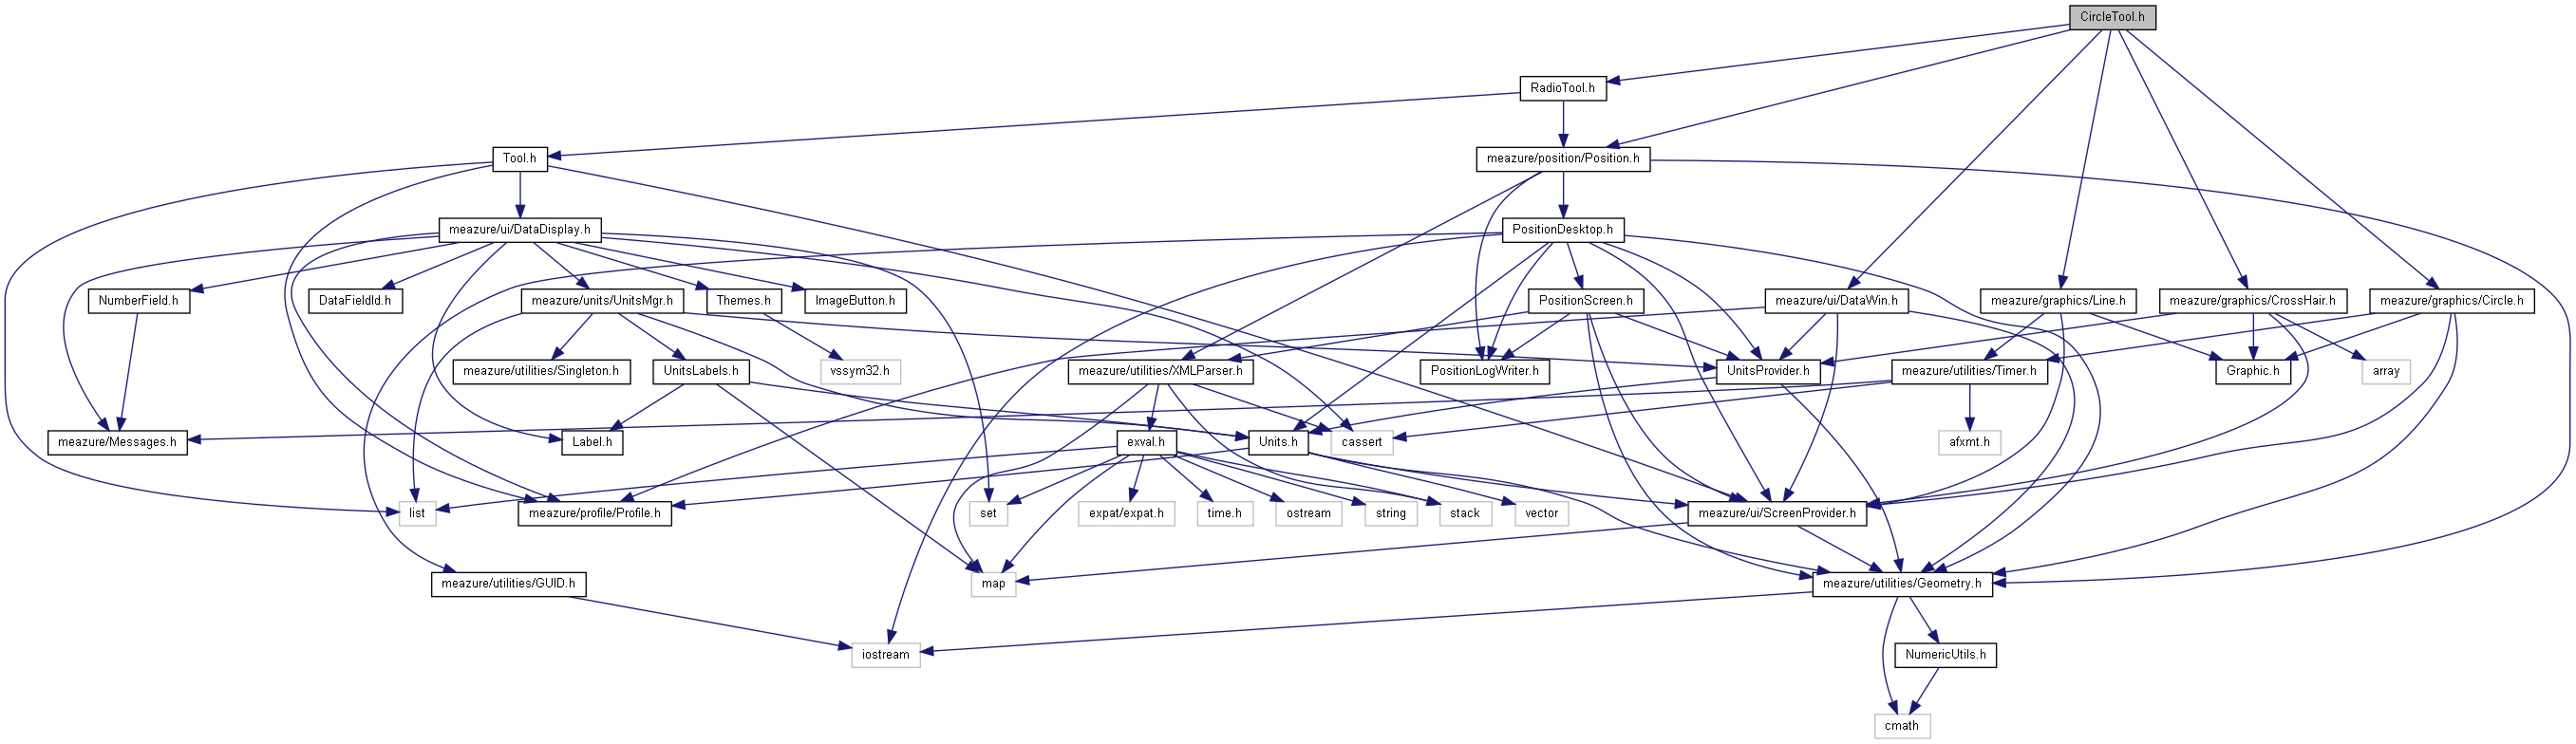 CircleTool.h
RadioTool.h
Tool.h
meazure/position/Position.h
meazure/ui/DataDisplay.h
PositionDesktop.h
NumberField.h
DataFieldId.h
meazure/units/UnitsMgr.h
Themes.h
ImageButton.h
PositionScreen.h
meazure/ui/DataWin.h
meazure/graphics/Line.h
meazure/graphics/CrossHair.h
meazure/graphics/Circle.h
meazure/utilities/Singleton.h
UnitsLabels.h
vssym32.h
meazure/utilities/XMLParser.h
PositionLogWriter.h
UnitsProvider.h
meazure/utilities/Timer.h
Graphic.h
array
meazure/Messages.h
Label.h
exval.h
Units.h
cassert
afxmt.h
list
meazure/profile/Profile.h
set
expat/expat.h
time.h
ostream
string
stack
vector
meazure/ui/ScreenProvider.h
meazure/utilities/GUID.h
map
meazure/utilities/Geometry.h
iostream
NumericUtils.h
cmath